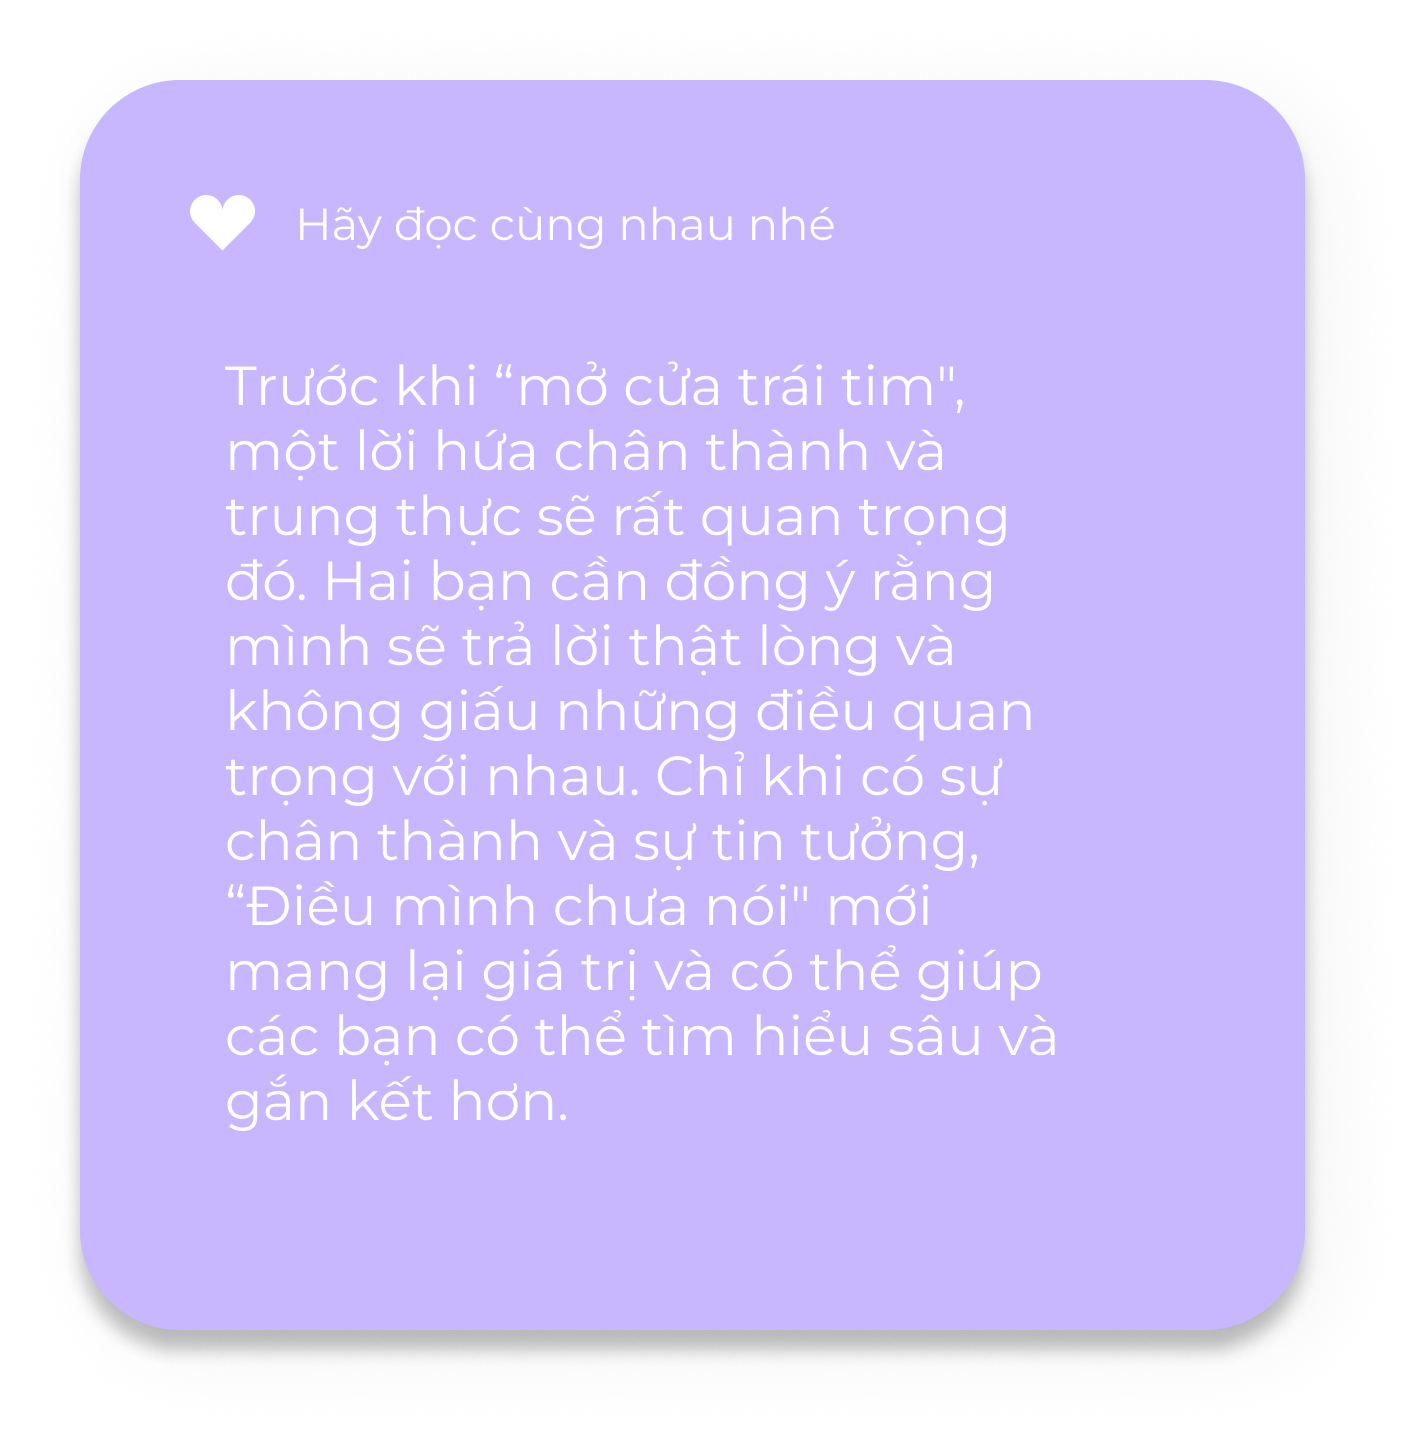 Hãy đọc cùng nhau nhé
Trước khi “mở cửa trái tim",
một lời hứa chân thành và
trung thực sẽ rất quan trọng
đó. Hai bạn cần đồng ý rằng
mình sẽ trả lời thật lòng và
không giấu những điều quan
trọng với nhau. Chỉ khi có sự
chân thành và sự tin tưởng,
“Điều mình chưa nói" mới
mang lại giá trị và có thể giúp
các bạn có thể tìm hiểu sâu và
gắn kết hơn.